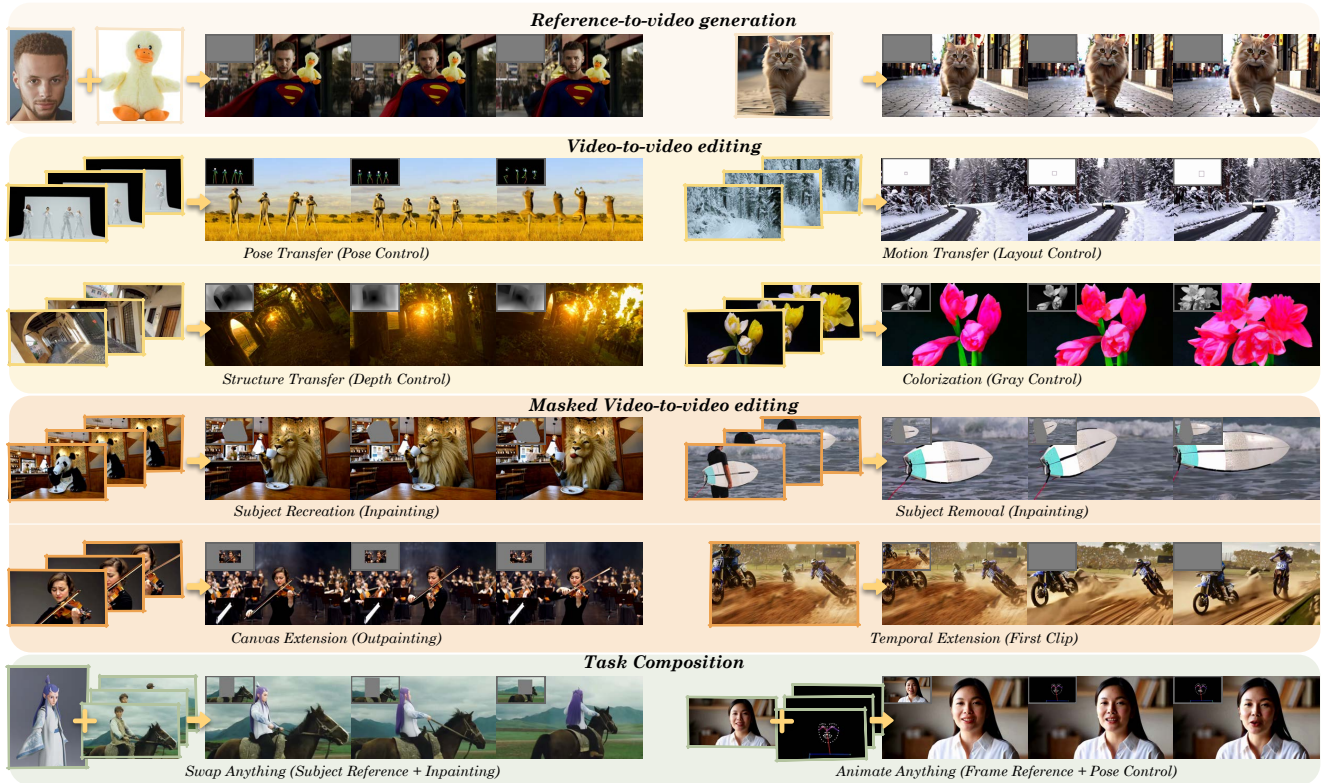 Reference-to-video generation
Video-to-video editing
Pose Transfer (Pose Control)
Motion Transfer (Layout Control)
Structure Transfer (Depth Control)
Colorization (Gray Control)
Masked Video-to-video editing
Subject Recreation (Inpainting)
Subject Removal (Inpainting)
Canvas Extension (Outpainting)
Temporal Extension (First Clip)
Task Composition
Swap Anything (Subject Reference + Inpainting)
Animate Anything (Frame Reference + Pose Control)